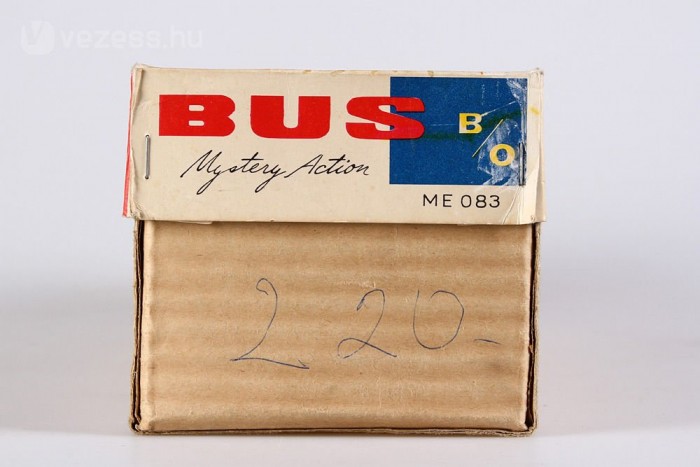 vezess.hu
BUS B/O
Mystery Action
ME 083
2 20.-